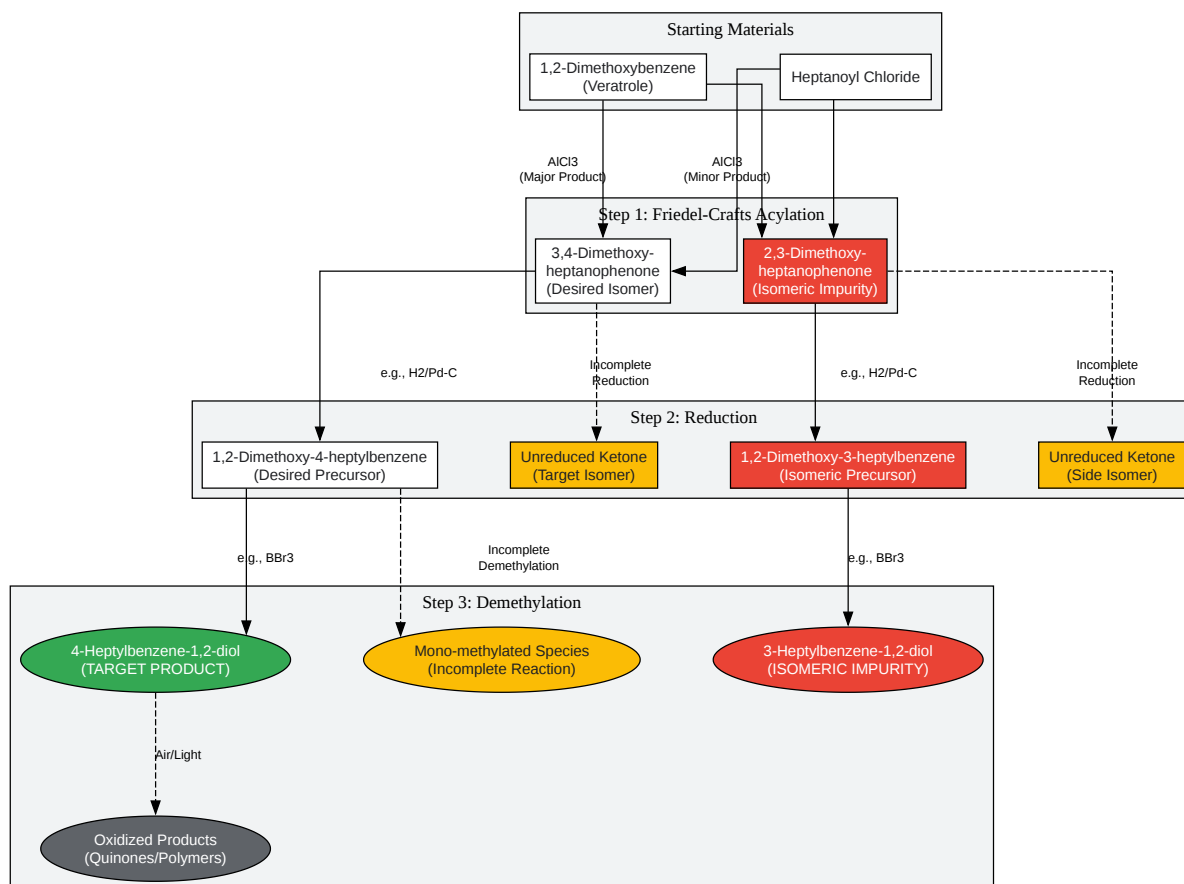 Starting Materials
1,2-Dimethoxybenzene
(Veratrole)
Heptanoyl Chloride
AlCl3
(Major Product)
AlCl3
(Minor Product)
Step 1: Friedel-Crafts Acylation
3,4-Dimethoxy-
heptanophenone
(Desired Isomer)
2,3-Dimethoxy-
heptanophenone
(Isomeric Impurity)
e.g., H2/Pd-C
Incomplete
Reduction
e.g., H2/Pd-C
Incomplete
Reduction
Step 2: Reduction
1,2-Dimethoxy-4-heptylbenzene
(Desired Precursor)
Unreduced Ketone
(Target Isomer)
1,2-Dimethoxy-3-heptylbenzene
(Isomeric Precursor)
Unreduced Ketone
(Side Isomer)
e.g., BBr3
Incomplete
Demethylation
e.g., BBr3
Step 3: Demethylation
4-Heptylbenzene-1,2-diol
(TARGET PRODUCT)
Mono-methylated Species
(Incomplete Reaction)
3-Heptylbenzene-1,2-diol
(ISOMERIC IMPURITY)
Air/Light
Oxidized Products
(Quinones/Polymers)